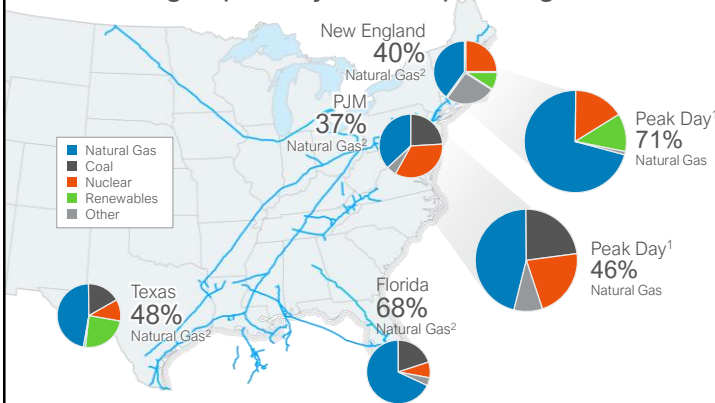 New England
40%
Natural Gas²
PJM
37%
Natural Gas²
Peak Day¹
71%
Natural Gas
Natural Gas
Coal
Nuclear
Renewables
Other
Peak Day¹
46%
Natural Gas
Texas
48%
Natural Gas²
Florida
68%
Natural Gas²